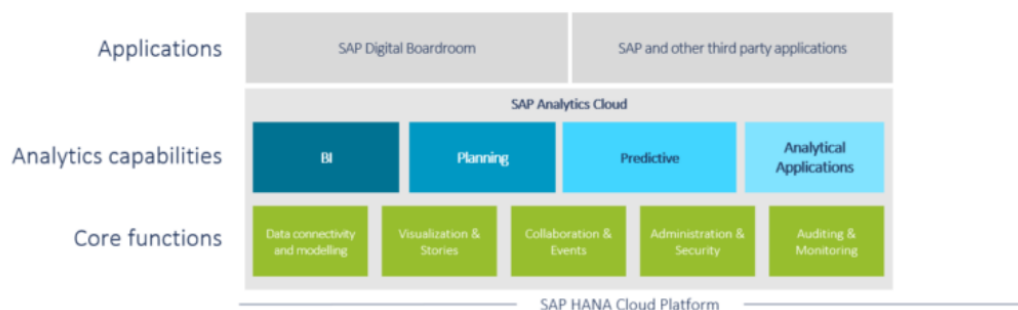 Applications
SAP Digital Boardroom
SAP and other third party applications
SAP Analytics Cloud
Analytics capabilities
BI
Planning
Predictive
Analytical
Applications
Core functions
Data connectivity
and modelling
Visualization &
Stories
Collaboration &
Events
Administration &
Security
Auditing &
Monitoring
SAP HANA Cloud Platform